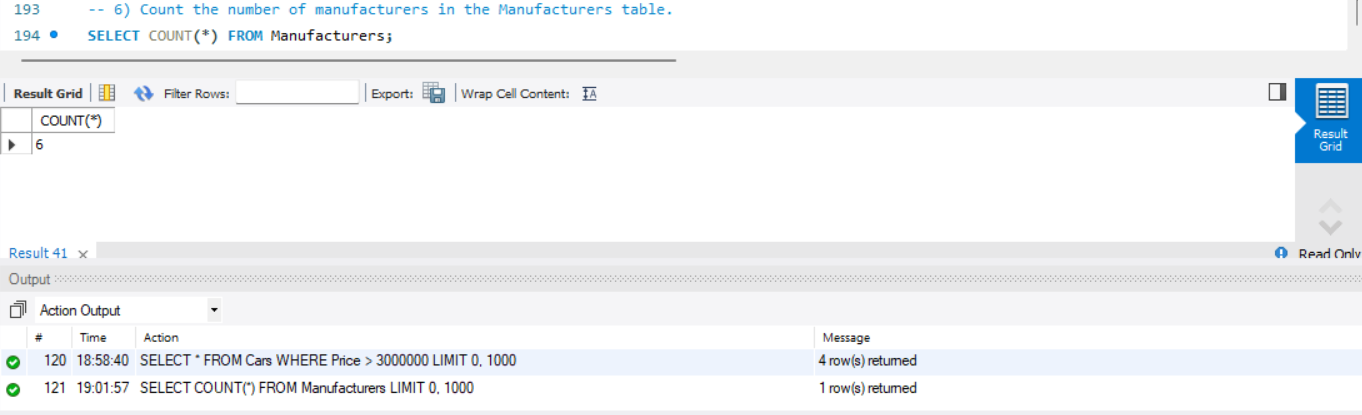 193 -- 6) Count the number of manufacturers in the Manufacturers table.
194 SELECT COUNT(*) FROM Manufacturers;
Result Grid Filter Rows: Export: Wrap Cell Content: IA
COUNT(*)
6
Result
Grid
Result 41 Read Only
Output
Action Output
# Time Action Message
120 18:58:40 SELECT * FROM Cars WHERE Price > 3000000 LIMIT 0, 1000 4 row(s) returned
121 19:01:57 SELECT COUNT(*) FROM Manufacturers LIMIT 0, 1000 1 row(s) returned